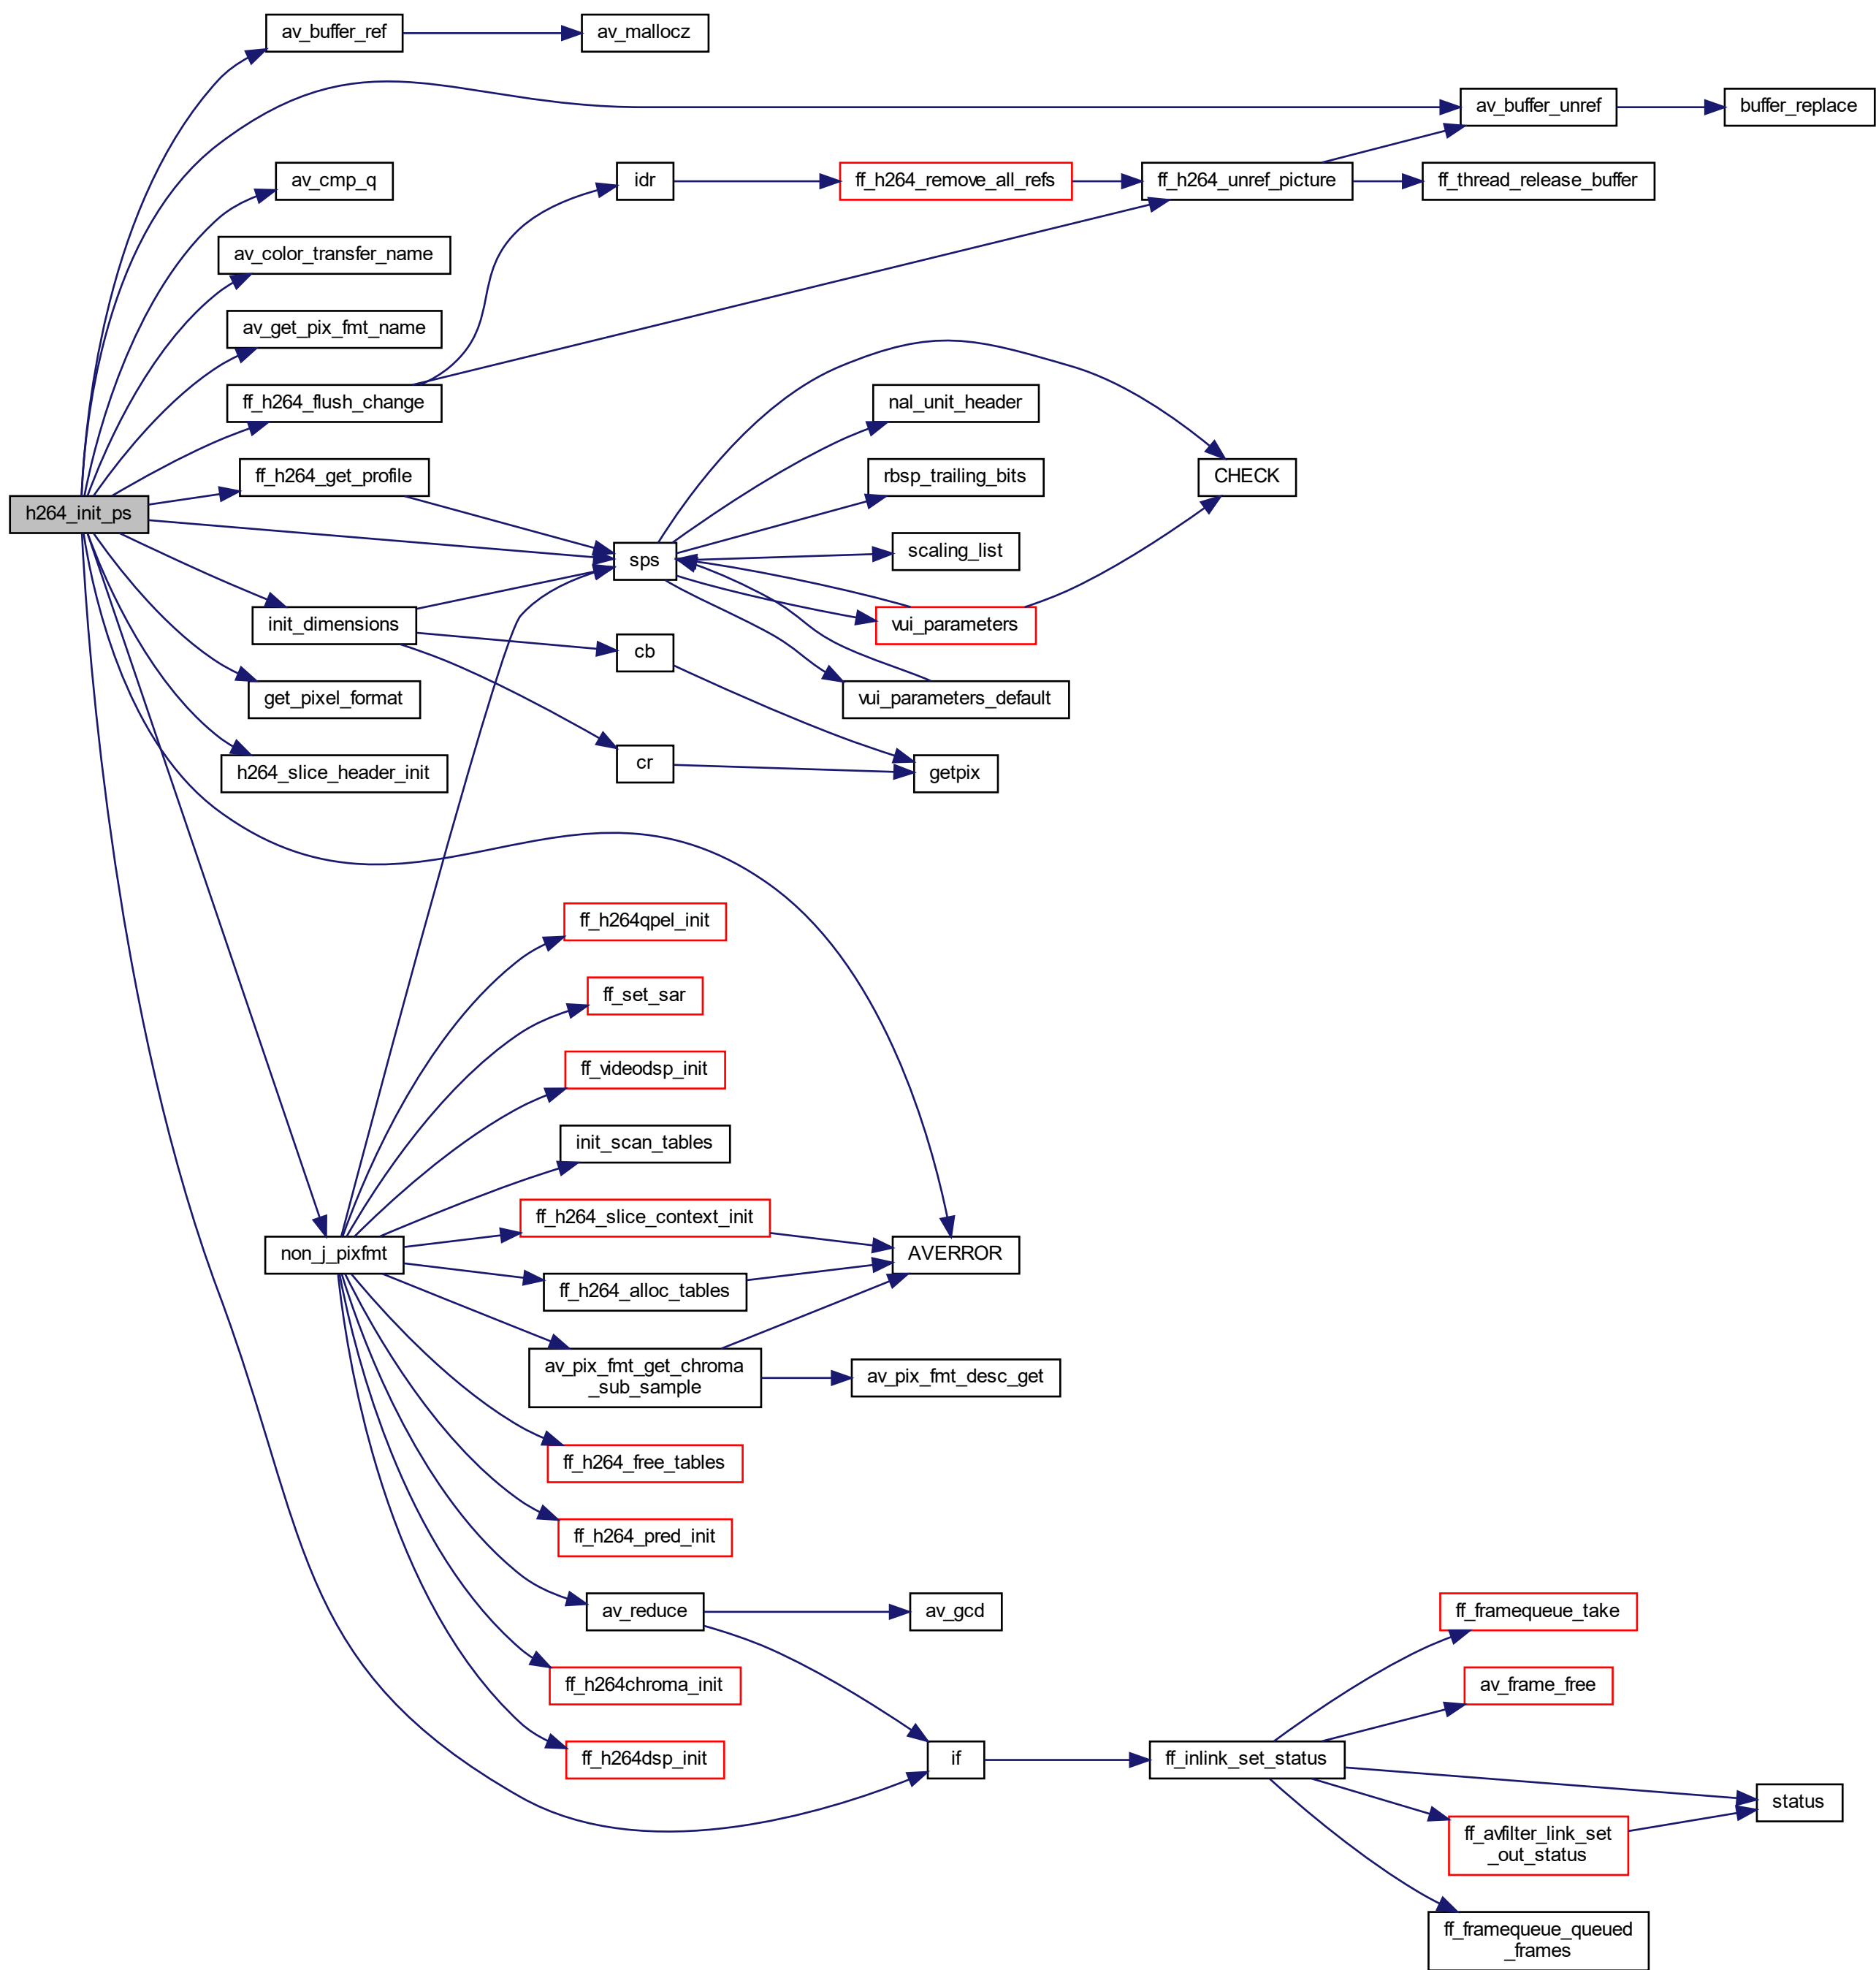 av_buffer_ref
av_mallocz
av_buffer_unref
buffer_replace
av_cmp_q
idr
ff_h264_remove_all_refs
ff_h264_unref_picture
ff_thread_release_buffer
av_color_transfer_name
av_get_pix_fmt_name
ff_h264_flush_change
nal_unit_header
ff_h264_get_profile
rbsp_trailing_bits
CHECK
h264_init_ps
sps
scaling_list
init_dimensions
vui_parameters
cb
get_pixel_format
vui_parameters_default
h264_slice_header_init
cr
getpix
ff_h264qpel_init
ff_set_sar
ff_videodsp_init
init_scan_tables
ff_h264_slice_context_init
non_j_pixfmt
AVERROR
ff_h264_alloc_tables
av_pix_fmt_get_chroma
_sub_sample
av_pix_fmt_desc_get
ff_h264_free_tables
ff_h264_pred_init
av_reduce
av_gcd
ff_framequeue_take
ff_h264chroma_init
av_frame_free
ff_h264dsp_init
if
ff_inlink_set_status
status
ff_avfilter_link_set
_out_status
ff_framequeue_queued
_frames